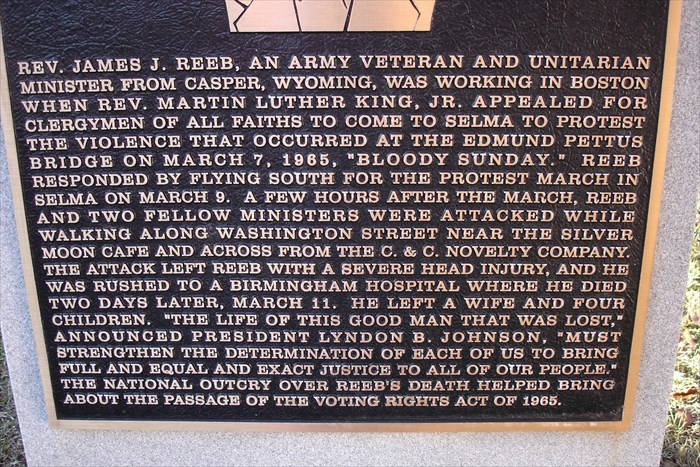 REV. JAMES J. REEB, AN ARMY VETERAN AND UNITARIAN
MINISTER FROM CASPER, WYOMING, WAS WORKING IN BOSTON
WHEN REV. MARTIN LUTHER KING, JR. APPEALED FOR
CLERGYMEN OF ALL FAITHS TO COME TO SELMA TO PROTEST
THE VIOLENCE THAT OCCURRED AT THE EDMUND PETTUS
BRIDGE ON MARCH 7, 1965, "BLOODY SUNDAY." REEB
RESPONDED BY FLYING SOUTH FOR THE PROTEST MARCH IN
SELMA ON MARCH 9. A FEW HOURS AFTER THE MARCH, REEB
AND TWO FELLOW MINISTERS WERE ATTACKED WHILE
WALKING ALONG WASHINGTON STREET NEAR THE SILVER
MOON CAFE AND ACROSS FROM THE C. & C. NOVELTY COMPANY.
THE ATTACK LEFT REEB WITH A SEVERE HEAD INJURY, AND HE
WAS RUSHED TO A BIRMINGHAM HOSPITAL WHERE HE DIED
TWO DAYS LATER, MARCH 11. HE LEFT A WIFE AND FOUR
CHILDREN. "THE LIFE OF THIS GOOD MAN THAT WAS LOST,"
ANNOUNCED PRESIDENT LYNDON B. JOHNSON, "MUST
STRENGTHEN THE DETERMINATION OF EACH OF US TO BRING
FULL AND EQUAL AND EXACT JUSTICE TO ALL OF OUR PEOPLE."
THE NATIONAL OUTCRY OVER REEB'S DEATH HELPED BRING
ABOUT THE PASSAGE OF THE VOTING RIGHTS ACT OF 1965.